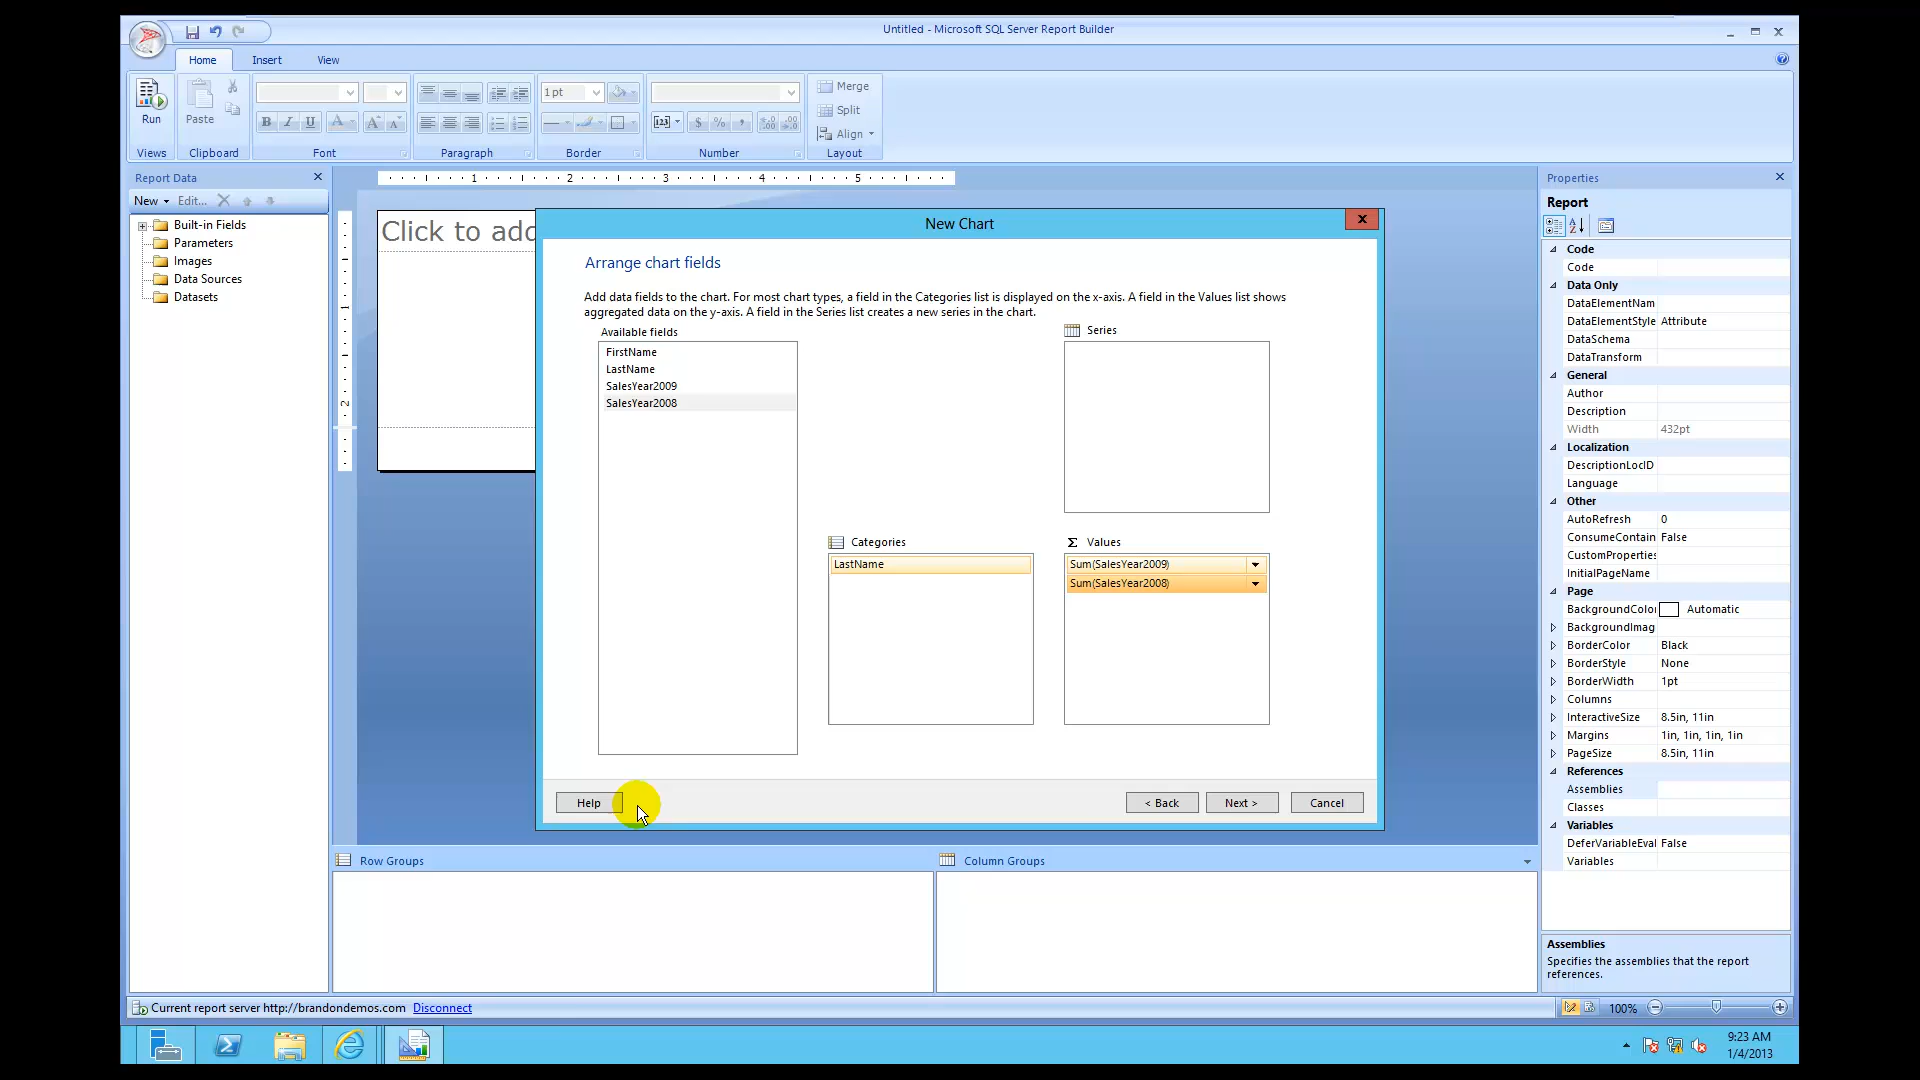 Untitled - Microsoft SQL Server Report Builder
Home
Insert
View
Run
Paste
1 pt
B
I
U
$
%
Merge
Split
Align
Views
Clipboard
Font
Paragraph
Border
Number
Layout
Report Data
New
Edit...
Built-in Fields
Parameters
Images
Data Sources
Datasets
1
2
3
4
5
1
2
Click to add
New Chart
Arrange chart fields
Add data fields to the chart. For most chart types, a field in the Categories list is displayed on the x-axis. A field in the Values list shows
aggregated data on the y-axis. A field in the Series list creates a new series in the chart.
Available fields
FirstName
LastName
SalesYear2009
SalesYear2008
Series
Categories
LastName
Σ Values
Sum(SalesYear2009)
Sum(SalesYear2008)
Help
< Back
Next >
Cancel
Row Groups
Column Groups
Properties
Report
Code
Code
Data Only
DataElementNam
DataElementStyle Attribute
DataSchema
DataTransform
General
Author
Description
Width 432pt
Localization
DescriptionLocID
Language
Other
AutoRefresh 0
ConsumeContain False
CustomProperties
InitialPageName
Page
BackgroundColor Automatic
BackgroundImag
BorderColor Black
BorderStyle None
BorderWidth 1pt
Columns
InteractiveSize 8.5in, 11in
Margins 1in, 1in, 1in, 1in
PageSize 8.5in, 11in
References
Assemblies
Classes
Variables
DeferVariableEval False
Variables
Assemblies
Specifies the assemblies that the report
references.
Current report server http://brandondemos.com Disconnect
100%
9:23 AM
1/4/2013